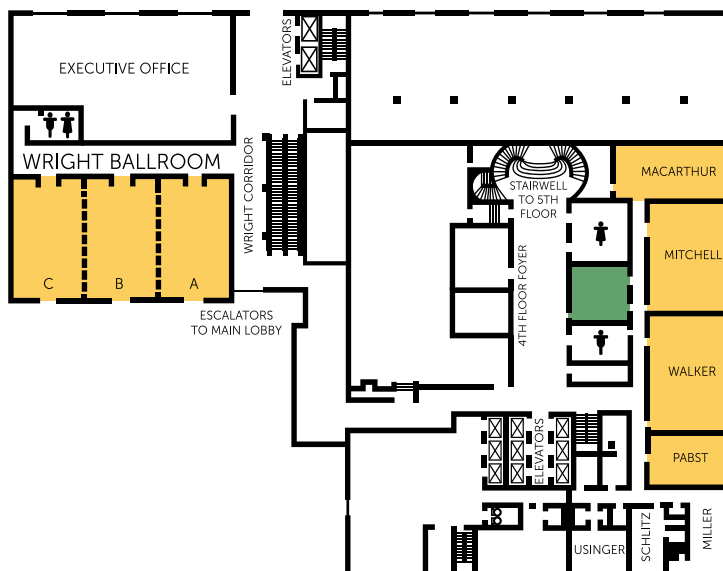 EXECUTIVE OFFICE
ELEVATORS
WRIGHT BALLROOM
WRIGHT CORRIDOR
C
B
A
ESCALATORS
TO MAIN LOBBY
STAIRWELL
TO 5TH
FLOOR
4TH FLOOR FOYER
MACARTHUR
MITCHELL
WALKER
PABST
ELEVATORS
USINGER
SCHLITZ
MILLER